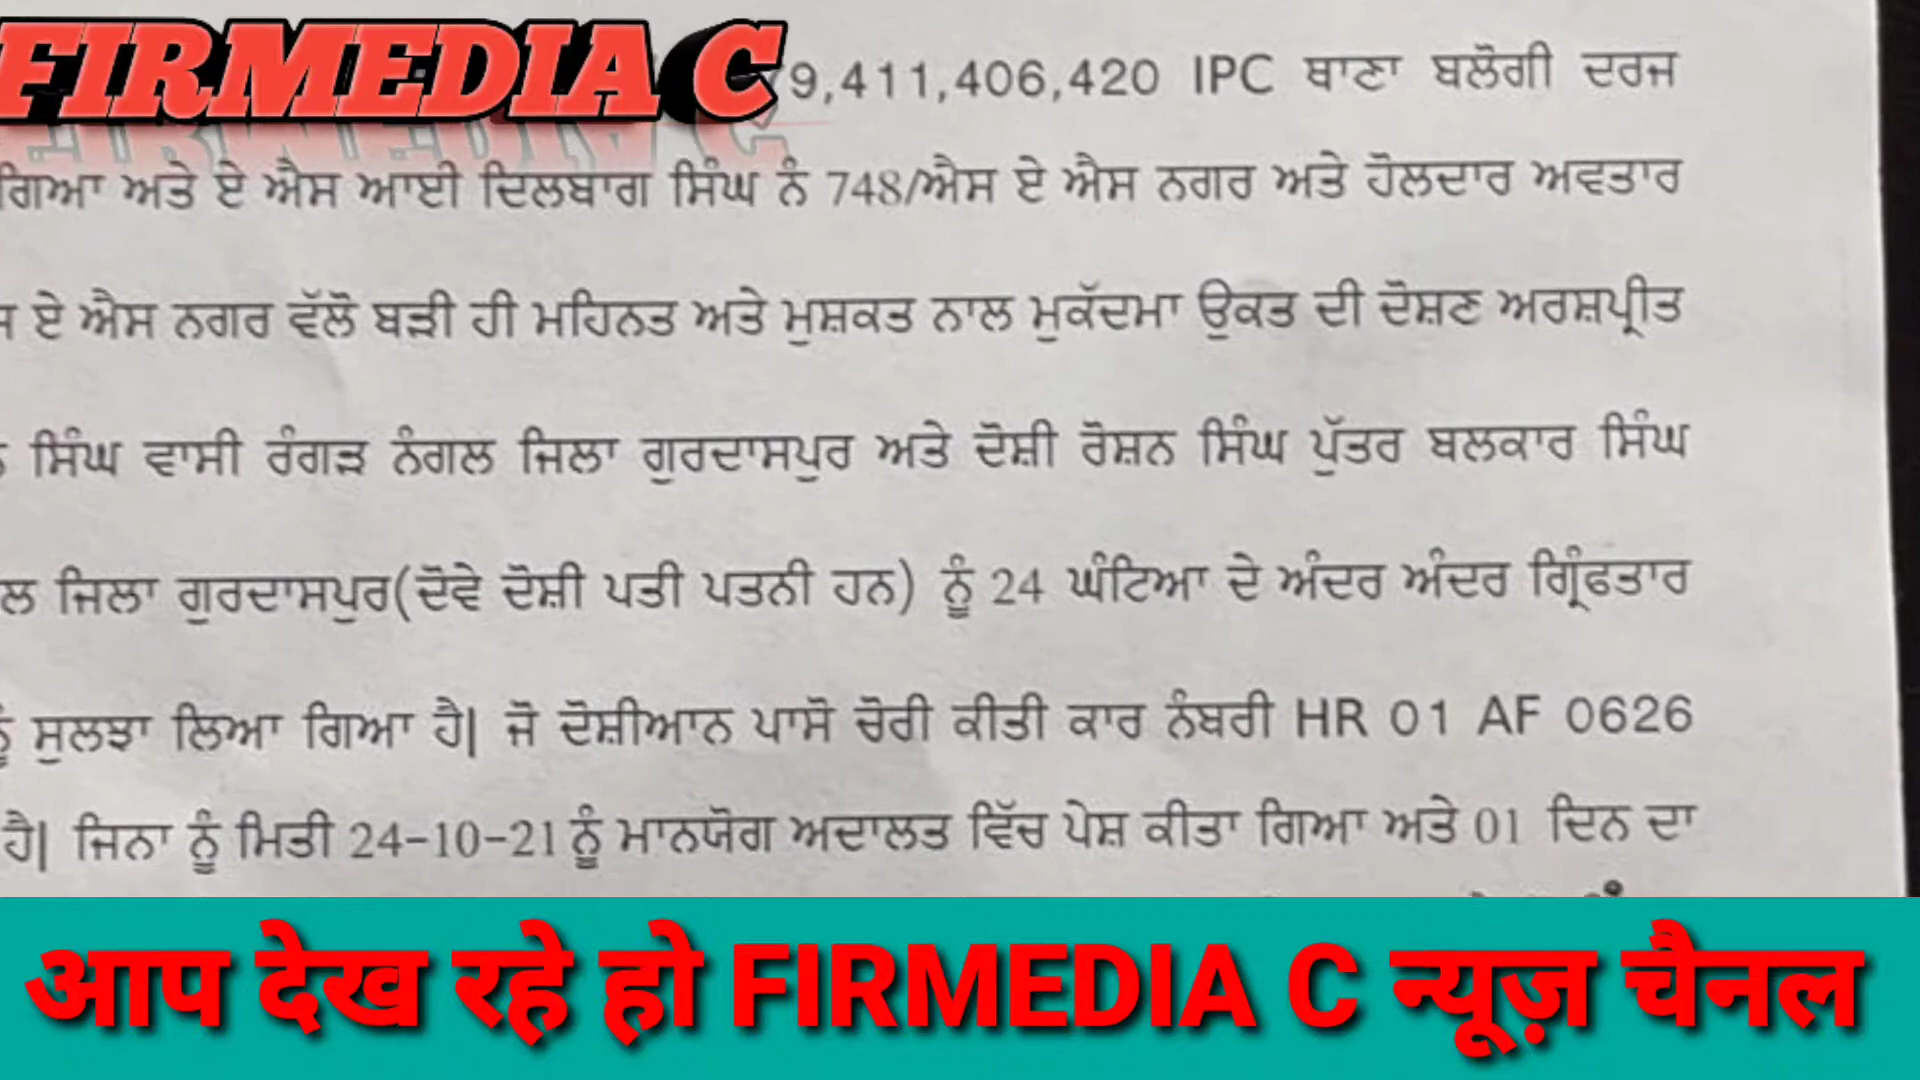 FIRMEDIA C
9,411,406,420 IPC ਥਾਣਾ ਬਲੌਗੀ ਦਰਜ
ਗਿਆ ਅਤੇ ਏ ਐਸ ਆਈ ਦਿਲਬਾਗ ਸਿੰਘ ਨੰ 748/ਐਸ ਏ ਐਸ ਨਗਰ ਅਤੇ ਹੌਲਦਾਰ ਅਵਤਾਰ
ਏ ਐਸ ਨਗਰ ਵੱਲੋ ਬੜੀ ਹੀ ਮਹਿਨਤ ਅਤੇ ਮੁਸ਼ਕਤ ਨਾਲ ਮੁਕੱਦਮਾ ਉਕਤ ਦੀ ਦੋਸ਼ਣ ਅਰਸ਼ਪ੍ਰੀਤ
ਸਿੰਘ ਵਾਸੀ ਰੰਗੜ ਨੰਗਲ ਜਿਲਾ ਗੁਰਦਾਸਪੁਰ ਅਤੇ ਦੋਸ਼ੀ ਰੋਸ਼ਨ ਸਿੰਘ ਪੁੱਤਰ ਬਲਕਾਰ ਸਿੰਘ
ਲ ਜਿਲਾ ਗੁਰਦਾਸਪੁਰ(ਦੋਵੇ ਦੋਸ਼ੀ ਪਤੀ ਪਤਨੀ ਹਨ) ਨੂੰ 24 ਘੰਟਿਆ ਦੇ ਅੰਦਰ ਅੰਦਰ ਗ੍ਰਿੰਫਤਾਰ
ਸੁਲਝਾ ਲਿਆ ਗਿਆ ਹੈ| ਜੋ ਦੋਸ਼ੀਆਨ ਪਾਸੋ ਚੋਰੀ ਕੀਤੀ ਕਾਰ ਨੰਬਰੀ HR 01 AF 0626
ਹੈ| ਜਿਨਾ ਨੂੰ ਮਿਤੀ 24-10-21 ਨੂੰ ਮਾਨਯੋਗ ਅਦਾਲਤ ਵਿੱਚ ਪੇਸ਼ ਕੀਤਾ ਗਿਆ ਅਤੇ 01 ਦਿਨ ਦਾ
आप देख रहे हो FIRMEDIA C न्यूज़ चैनल